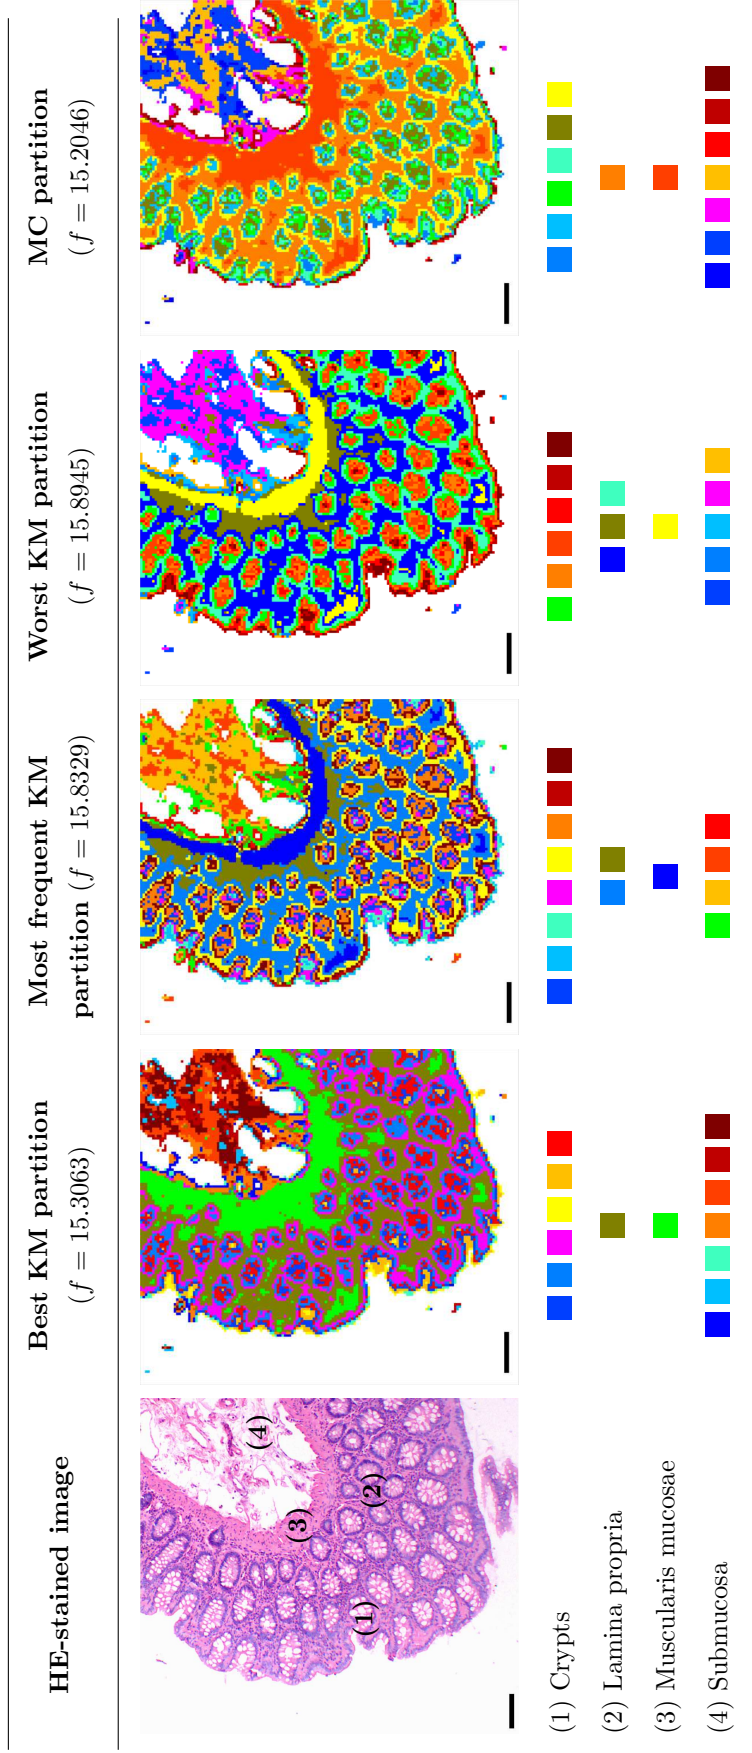 HE-stained image
Best KM partition
(f = 15.3063)
Most frequent KM
partition (f = 15.8329)
Worst KM partition
(f = 15.8945)
MC partition
(f = 15.2046)
(1)
(2)
(3)
(4)
(1) Crypts
(2) Lamina propria
(3) Muscularis mucosae
(4) Submucosa